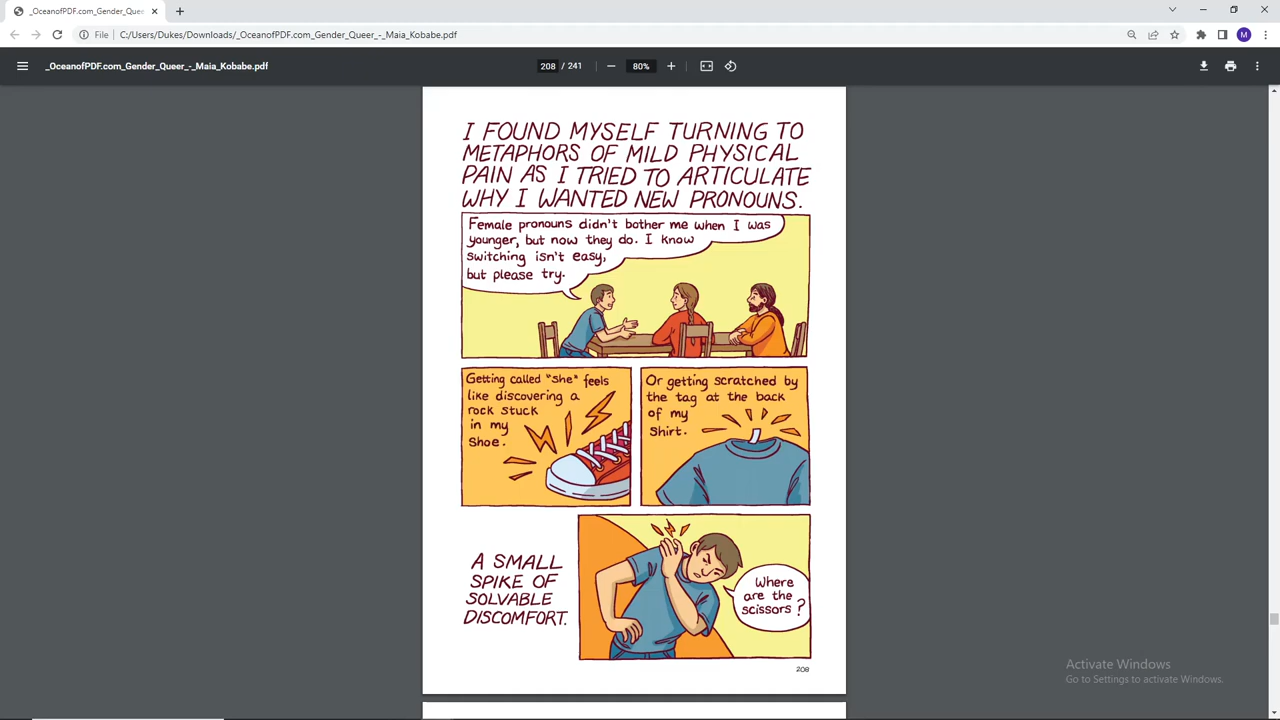 _OceanofPDF.com_Gender_Quee
File
C:/Users/Dukes/Downloads/_OceanofPDF.com_Gender_Queer_-_Maia_Kobabe.pdf
M
_OceanofPDF.com_Gender_Queer_-_Maia_Kobabe.pdf
208 / 241
80%
I FOUND MYSELF TURNING TO
METAPHORS OF MILD PHYSICAL
PAIN AS I TRIED TO ARTICULATE
WHY I WANTED NEW PRONOUNS.
Female pronouns didn't bother me when I was
younger, but now they do. I know
switching isn't easy,
but please try.
Getting called "she" feels
like discovering a
rock stuck
in my
shoe.
Or getting scratched by
the tag at the back
of my
shirt.
A SMALL
SPIKE OF
SOLVABLE
DISCOMFORT.
Where
are the
scissors?
208
Activate Windows
Go to Settings to activate Windows.